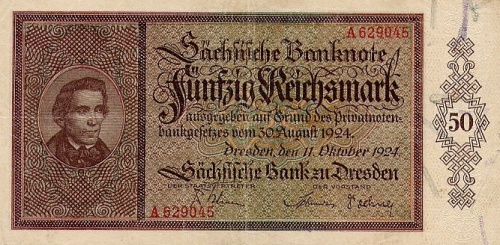 A 629045
Sächsische Banknote
Fünfzig Reichsmark
ausgegeben auf Grund des Privatnoten-
bankgesetzes vom 30. August 1924.
Dresden, den 11. Oktober 1924.
Sächsische Bank zu Dresden
DER STAATSVERTRETER DER VORSTAND
50
A 629045